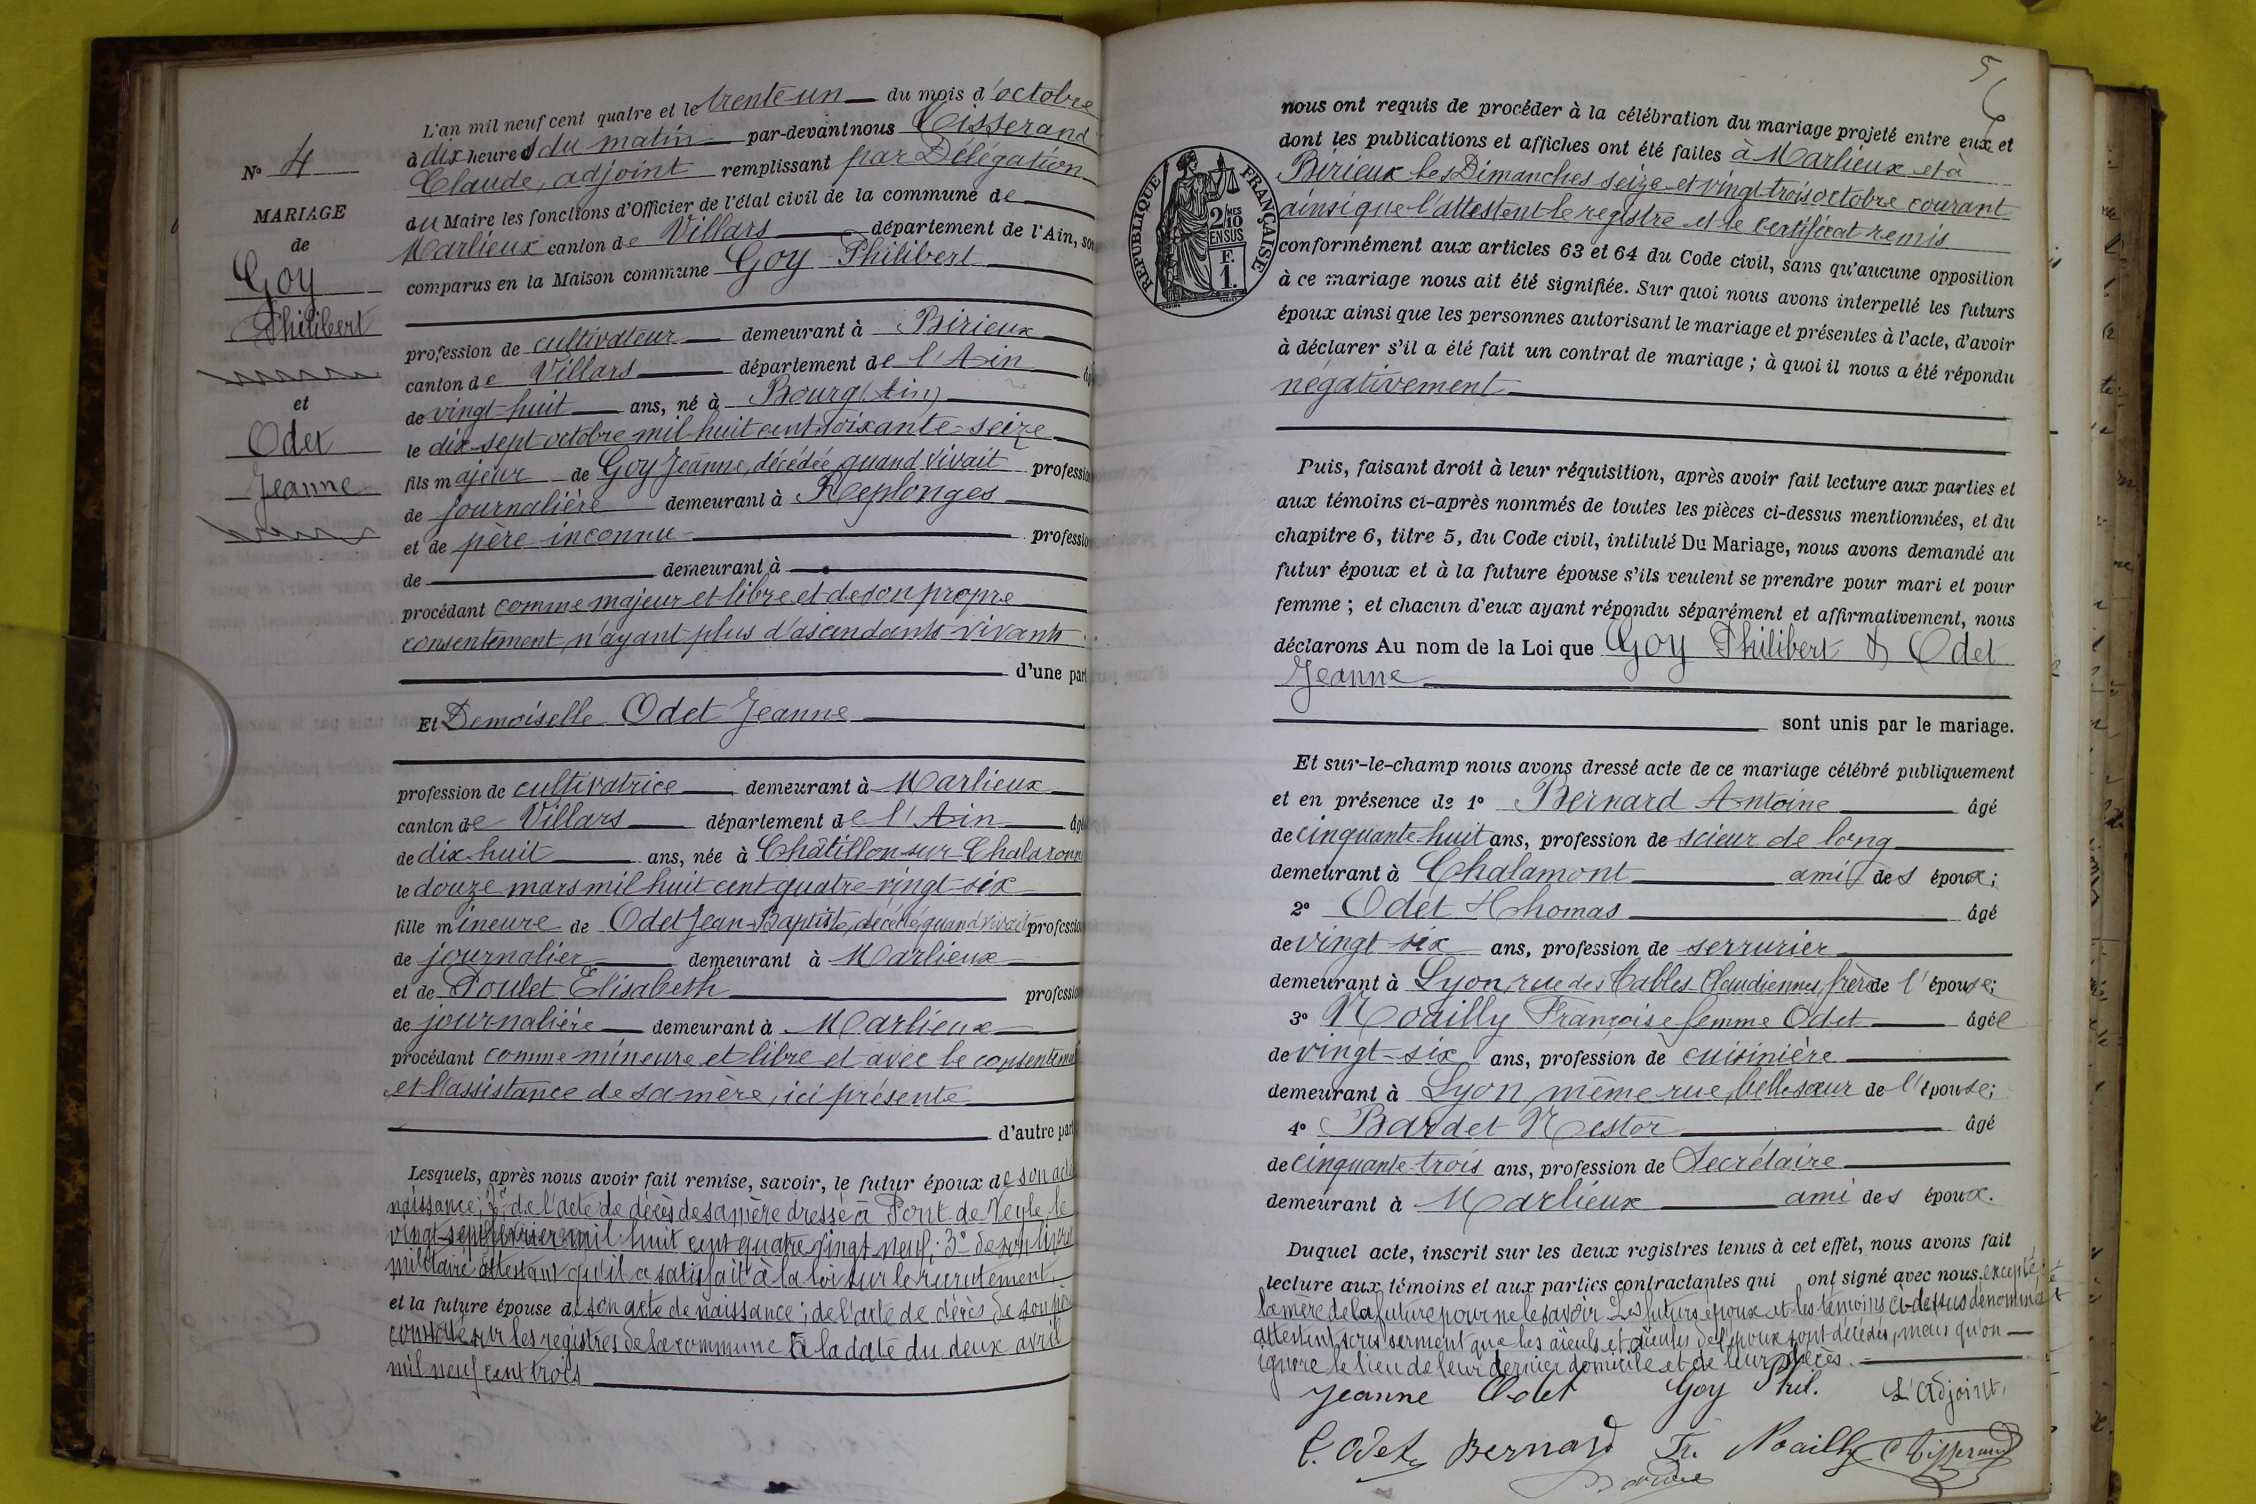 L'an mil neuf cent quatre et le trente un du mois d'octobre
à dix heures du matin par-devant nous Tisserand
Claude, adjoint remplissant par Délégation
du Maire les fonctions d'Officier de l'état civil de la commune de
Marlieux canton de Villars département de l'Ain, son
comparus en la Maison commune Goy Philibert
profession de cultivateur demeurant à Birieux
canton de Villars département de l'Ain âg
de vingt-huit ans, né à Bourg (Ain)
le dix-sept octobre mil huit cent soixante-seize
fils majeur de Goy Jeanne, décédée quand vivait profession
de journalière demeurant à Replonges
et de père inconnu profession
de demeurant à
procédant comme majeur et libre et de son propre
consentement n'ayant plus d'ascendants vivants
d'une part
Et Demoiselle Odet Jeanne
profession de cultivatrice demeurant à Marlieux
canton de Villars département de l'Ain âgé
de dix huit ans, née à Châtillon-sur-Chalaronne
le douze mars mil huit cent quatre vingt-six
fille mineure de Odet Jean-Baptiste, décédé, quand vivait profession
de journalier demeurant à Marlieux
et de Poulet Elisabeth profession
de journalière demeurant à Marlieux
procédant comme mineure et libre et avec le consentement
et l'assistance de sa mère, ici présente
d'autre part
Lesquels, après nous avoir fait remise, savoir, le futur époux de son acte
naissance; 2° de l'acte de décès de sa mère dressé à Pont de Veyle, le
vingt-sept février mil huit cent quatre vingt neuf; 3° de son livret
militaire attestant qu'il a satisfait à la loi sur le recrutement.
et la future épouse de son acte de naissance; de l'acte de décès de son père
constaté sur les registres de la commune à la date du deux avril
mil neuf cent trois
N° 4
MARIAGE
de
Goy
Philibert
et
Odet
Jeanne
5
RÉPUBLIQUE FRANÇAISE
2/10
MES
EN SUS
F.
1.
nous ont requis de procéder à la célébration du mariage projeté entre eux et
dont les publications et affiches ont été faites à Marlieux et à
Birieux les Dimanches seize et vingt trois octobre courant
ainsi que l'attestent le registre et le certificat remis
conformément aux articles 63 et 64 du Code civil, sans qu'aucune opposition
à ce mariage nous ait été signifiée. Sur quoi nous avons interpellé les futurs
époux ainsi que les personnes autorisant le mariage et présentes à l'acte, d'avoir
à déclarer s'il a été fait un contrat de mariage; à quoi il nous a été répondu
négativement
Puis, faisant droit à leur réquisition, après avoir fait lecture aux parties et
aux témoins ci-après nommés de toutes les pièces ci-dessus mentionnées, et du
chapitre 6, titre 5, du Code civil, intitulé Du Mariage, nous avons demandé au
futur époux et à la future épouse s'ils veulent se prendre pour mari et pour
femme; et chacun d'eux ayant répondu séparément et affirmativement, nous
déclarons Au nom de la Loi que Goy Philibert & Odet
Jeanne
sont unis par le mariage.
Et sur-le-champ nous avons dressé acte de ce mariage célébré publiquement
et en présence de 1° Bernard Antoine âgé
de cinquante-huit ans, profession de scieur de long
demeurant à Chalamont ami des époux;
2° Odet Thomas âgé
de vingt six ans, profession de serrurier
demeurant à Lyon, rue des Tables Claudiennes, frère de l'épouse;
3° Noailly Françoise femme Odet âgée
de vingt-six ans, profession de cuisinière
demeurant à Lyon, même rue, belle sœur de l'épouse;
4° Bardet Nestor âgé
de cinquante-trois ans, profession de Secrétaire
demeurant à Marlieux ami des époux.
Duquel acte, inscrit sur les deux registres tenus à cet effet, nous avons fait
lecture aux témoins et aux parties contractantes qui ont signé avec nous, excepté
la mère de la future pour ne le savoir. Les futurs époux et les témoins ci-dessus dénommés
attestent sous serment que les aïeuls et aïeules de l'époux sont décédés, mais qu'on
ignore le lieu de leur dernier domicile et de leur décès.
Jeanne Odet Goy Phil. L'Adjoint,
T. Odet Bernard Fr. Noailly C Tisserand